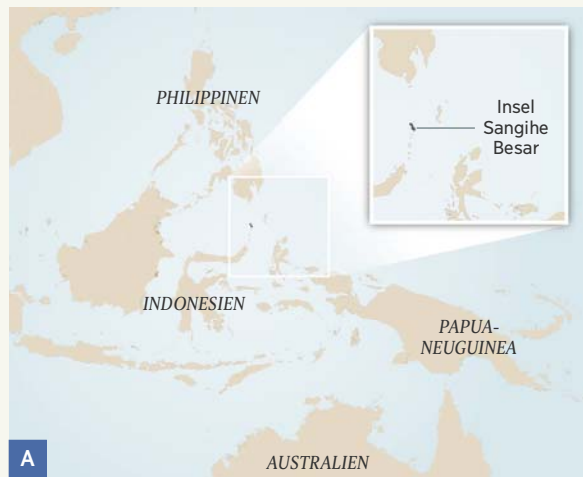 PHILIPPINEN
Insel
Sangihe
Besar
INDONESIEN
PAPUA-
NEUGUINEA
AUSTRALIEN
A